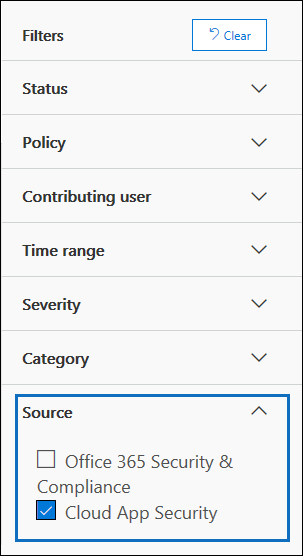 Filters
Clear
Status
Policy
Contributing user
Time range
Severity
Category
Source
Office 365 Security &
Compliance
Cloud App Security